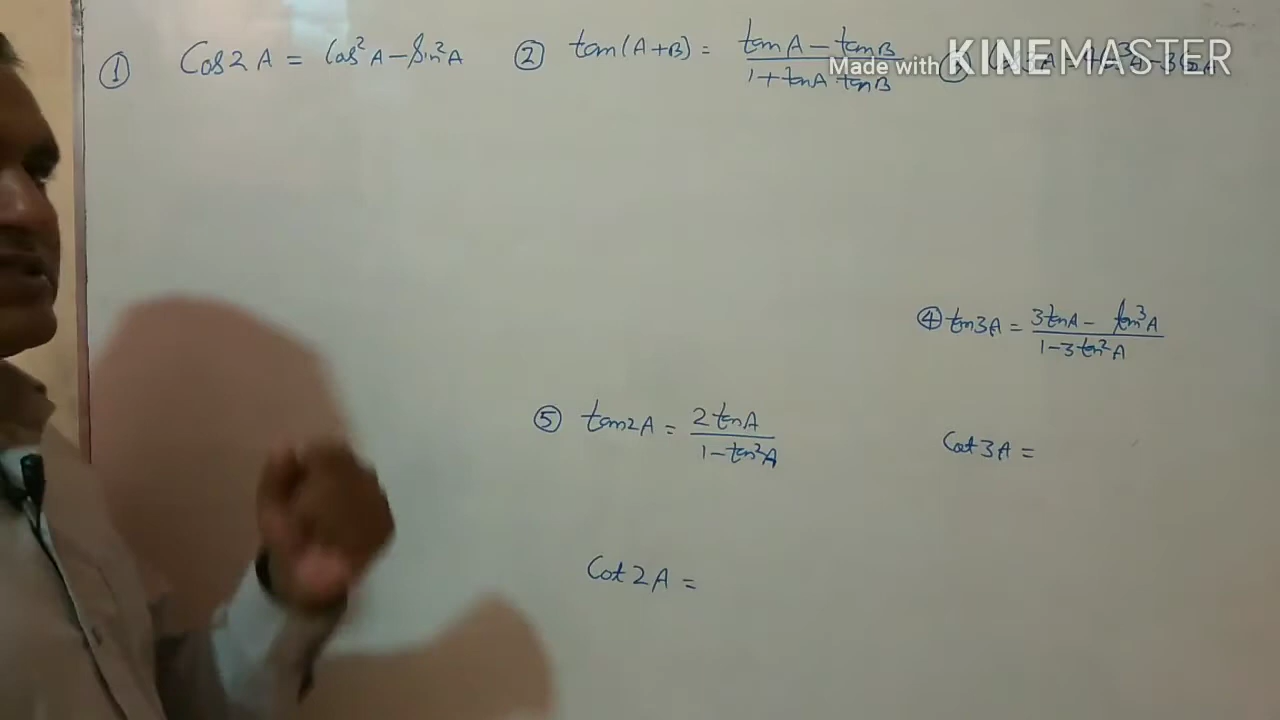 ① Cos2A = Cos²A - Sin²A
② tan(A+B) = tanA - tanB / 1 + tanA tanB
Made with KINEMASTER
④ tan3A = 3tanA - tan³A / 1 - 3tan²A
⑤ tan2A = 2tanA / 1 - tan²A
Cot3A =
Cot2A =